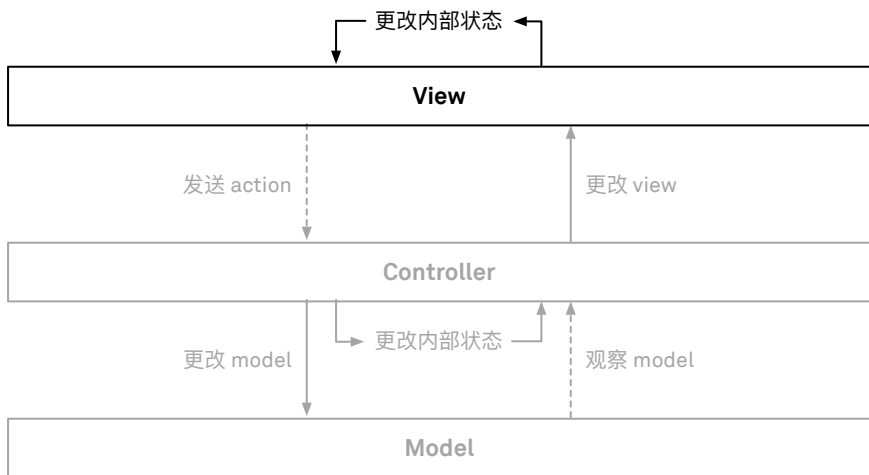 更改内部状态
View
发送 action
更改 view
Controller
更改内部状态
更改 model
观察 model
Model